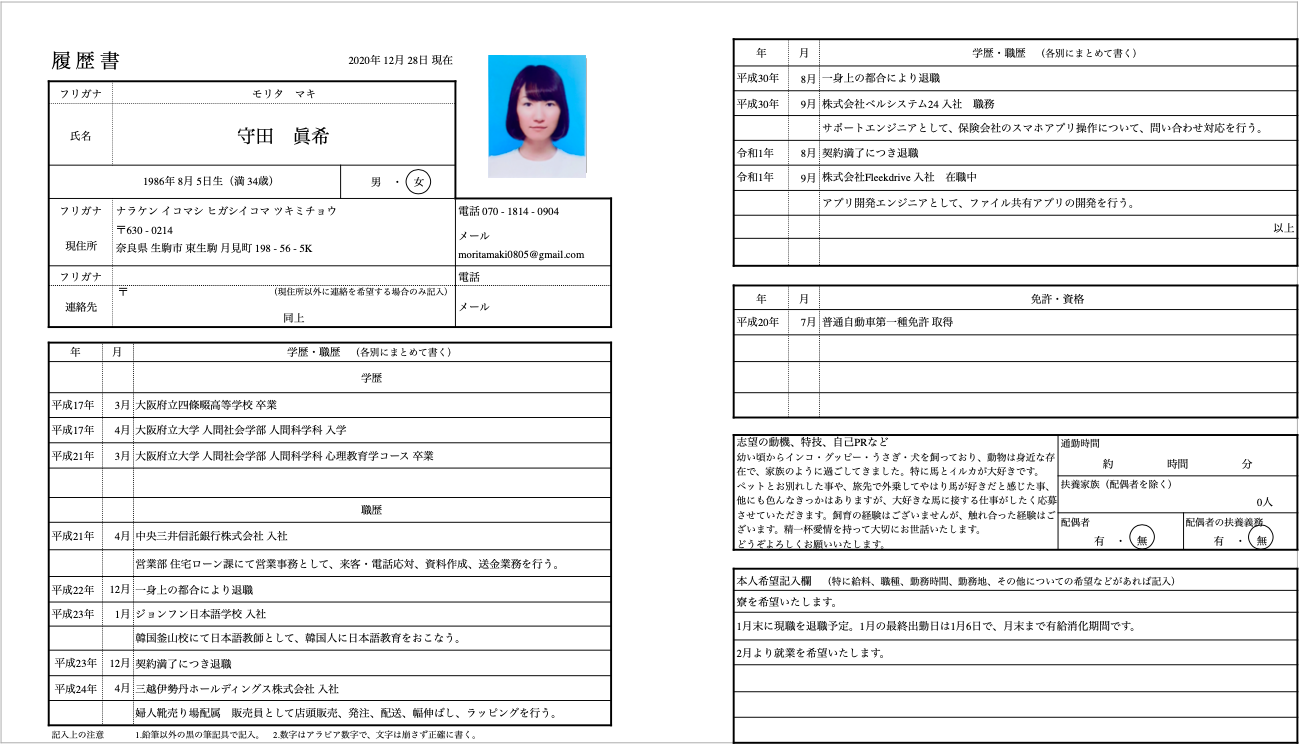 履歴書
2020年 12月 28日 現在
フリガナ
モリタ マキ
氏名
守田 眞希
1986年 8月 5日生（満 34歳）
男 ・ 女
フリガナ
ナラケン イコマシ ヒガシイコマ ツキミチョウ
現住所
〒630 - 0214
奈良県 生駒市 東生駒 月見町 198 - 56 - 5K
電話 070 - 1814 - 0904
メール
moritamaki0805@gmail.com
フリガナ
電話
連絡先
〒
（現住所以外に連絡を希望する場合のみ記入）
同上
メール
年 月 学歴・職歴 （各別にまとめて書く）
学歴
平成17年 3月 大阪府立四條畷高等学校 卒業
平成17年 4月 大阪府立大学 人間社会学部 人間科学科 入学
平成21年 3月 大阪府立大学 人間社会学部 人間科学科 心理教育学コース 卒業
職歴
平成21年 4月 中央三井信託銀行株式会社 入社
営業部 住宅ローン課にて営業事務として、来客・電話応対、資料作成、送金業務を行う。
平成22年 12月 一身上の都合により退職
平成23年 1月 ジョンフン日本語学校 入社
韓国釜山校にて日本語教師として、韓国人に日本語教育をおこなう。
平成23年 12月 契約満了につき退職
平成24年 4月 三越伊勢丹ホールディングス株式会社 入社
婦人靴売り場配属 販売員として店頭販売、発注、配送、幅伸ばし、ラッピングを行う。
記入上の注意 1.鉛筆以外の黒の筆記具で記入。 2.数字はアラビア数字で、文字は崩さず正確に書く。
年 月 学歴・職歴 （各別にまとめて書く）
平成30年 8月 一身上の都合により退職
平成30年 9月 株式会社ベルシステム24 入社 職務
サポートエンジニアとして、保険会社のスマホアプリ操作について、問い合わせ対応を行う。
令和1年 8月 契約満了につき退職
令和1年 9月 株式会社Fleekdrive 入社 在職中
アプリ開発エンジニアとして、ファイル共有アプリの開発を行う。
以上
年 月 免許・資格
平成20年 7月 普通自動車第一種免許 取得
志望の動機、特技、自己PRなど
幼い頃からインコ・グッピー・うさぎ・犬を飼っており、動物は身近な存
在で、家族のように過ごしてきました。特に馬とイルカが大好きです。
ペットとお別れした事や、旅先で外乗してやはり馬が好きだと感じた事、
他にも色んなきっかはありますが、大好きな馬に接する仕事がしたく応募
させていただきます。飼育の経験はございませんが、触れ合った経験はご
ざいます。精一杯愛情を持って大切にお世話いたします。
どうぞよろしくお願いいたします。
通勤時間
約 時間 分
扶養家族（配偶者を除く）
0人
配偶者
有 ・ 無
配偶者の扶養義務
有 ・ 無
本人希望記入欄 （特に給料、職種、勤務時間、勤務地、その他についての希望などがあれば記入）
寮を希望いたします。
1月末に現職を退職予定。1月の最終出勤日は1月6日で、月末まで有給消化期間です。
2月より就業を希望いたします。